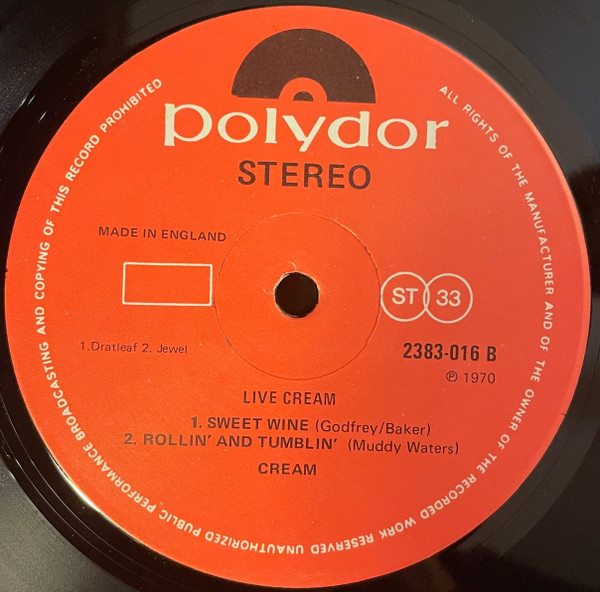 polydor
STEREO
MADE IN ENGLAND
ST 33
1.Dratleaf 2. Jewel
2383-016 B
℗ 1970
LIVE CREAM
1. SWEET WINE (Godfrey/Baker)
2. ROLLIN' AND TUMBLIN' (Muddy Waters)
CREAM
ALL RIGHTS OF THE MANUFACTURER AND OF THE OWNER OF THE RECORDED WORK RESERVED UNAUTHORIZED PUBLIC PERFORMANCE BROADCASTING AND COPYING OF THIS RECORD PROHIBITED